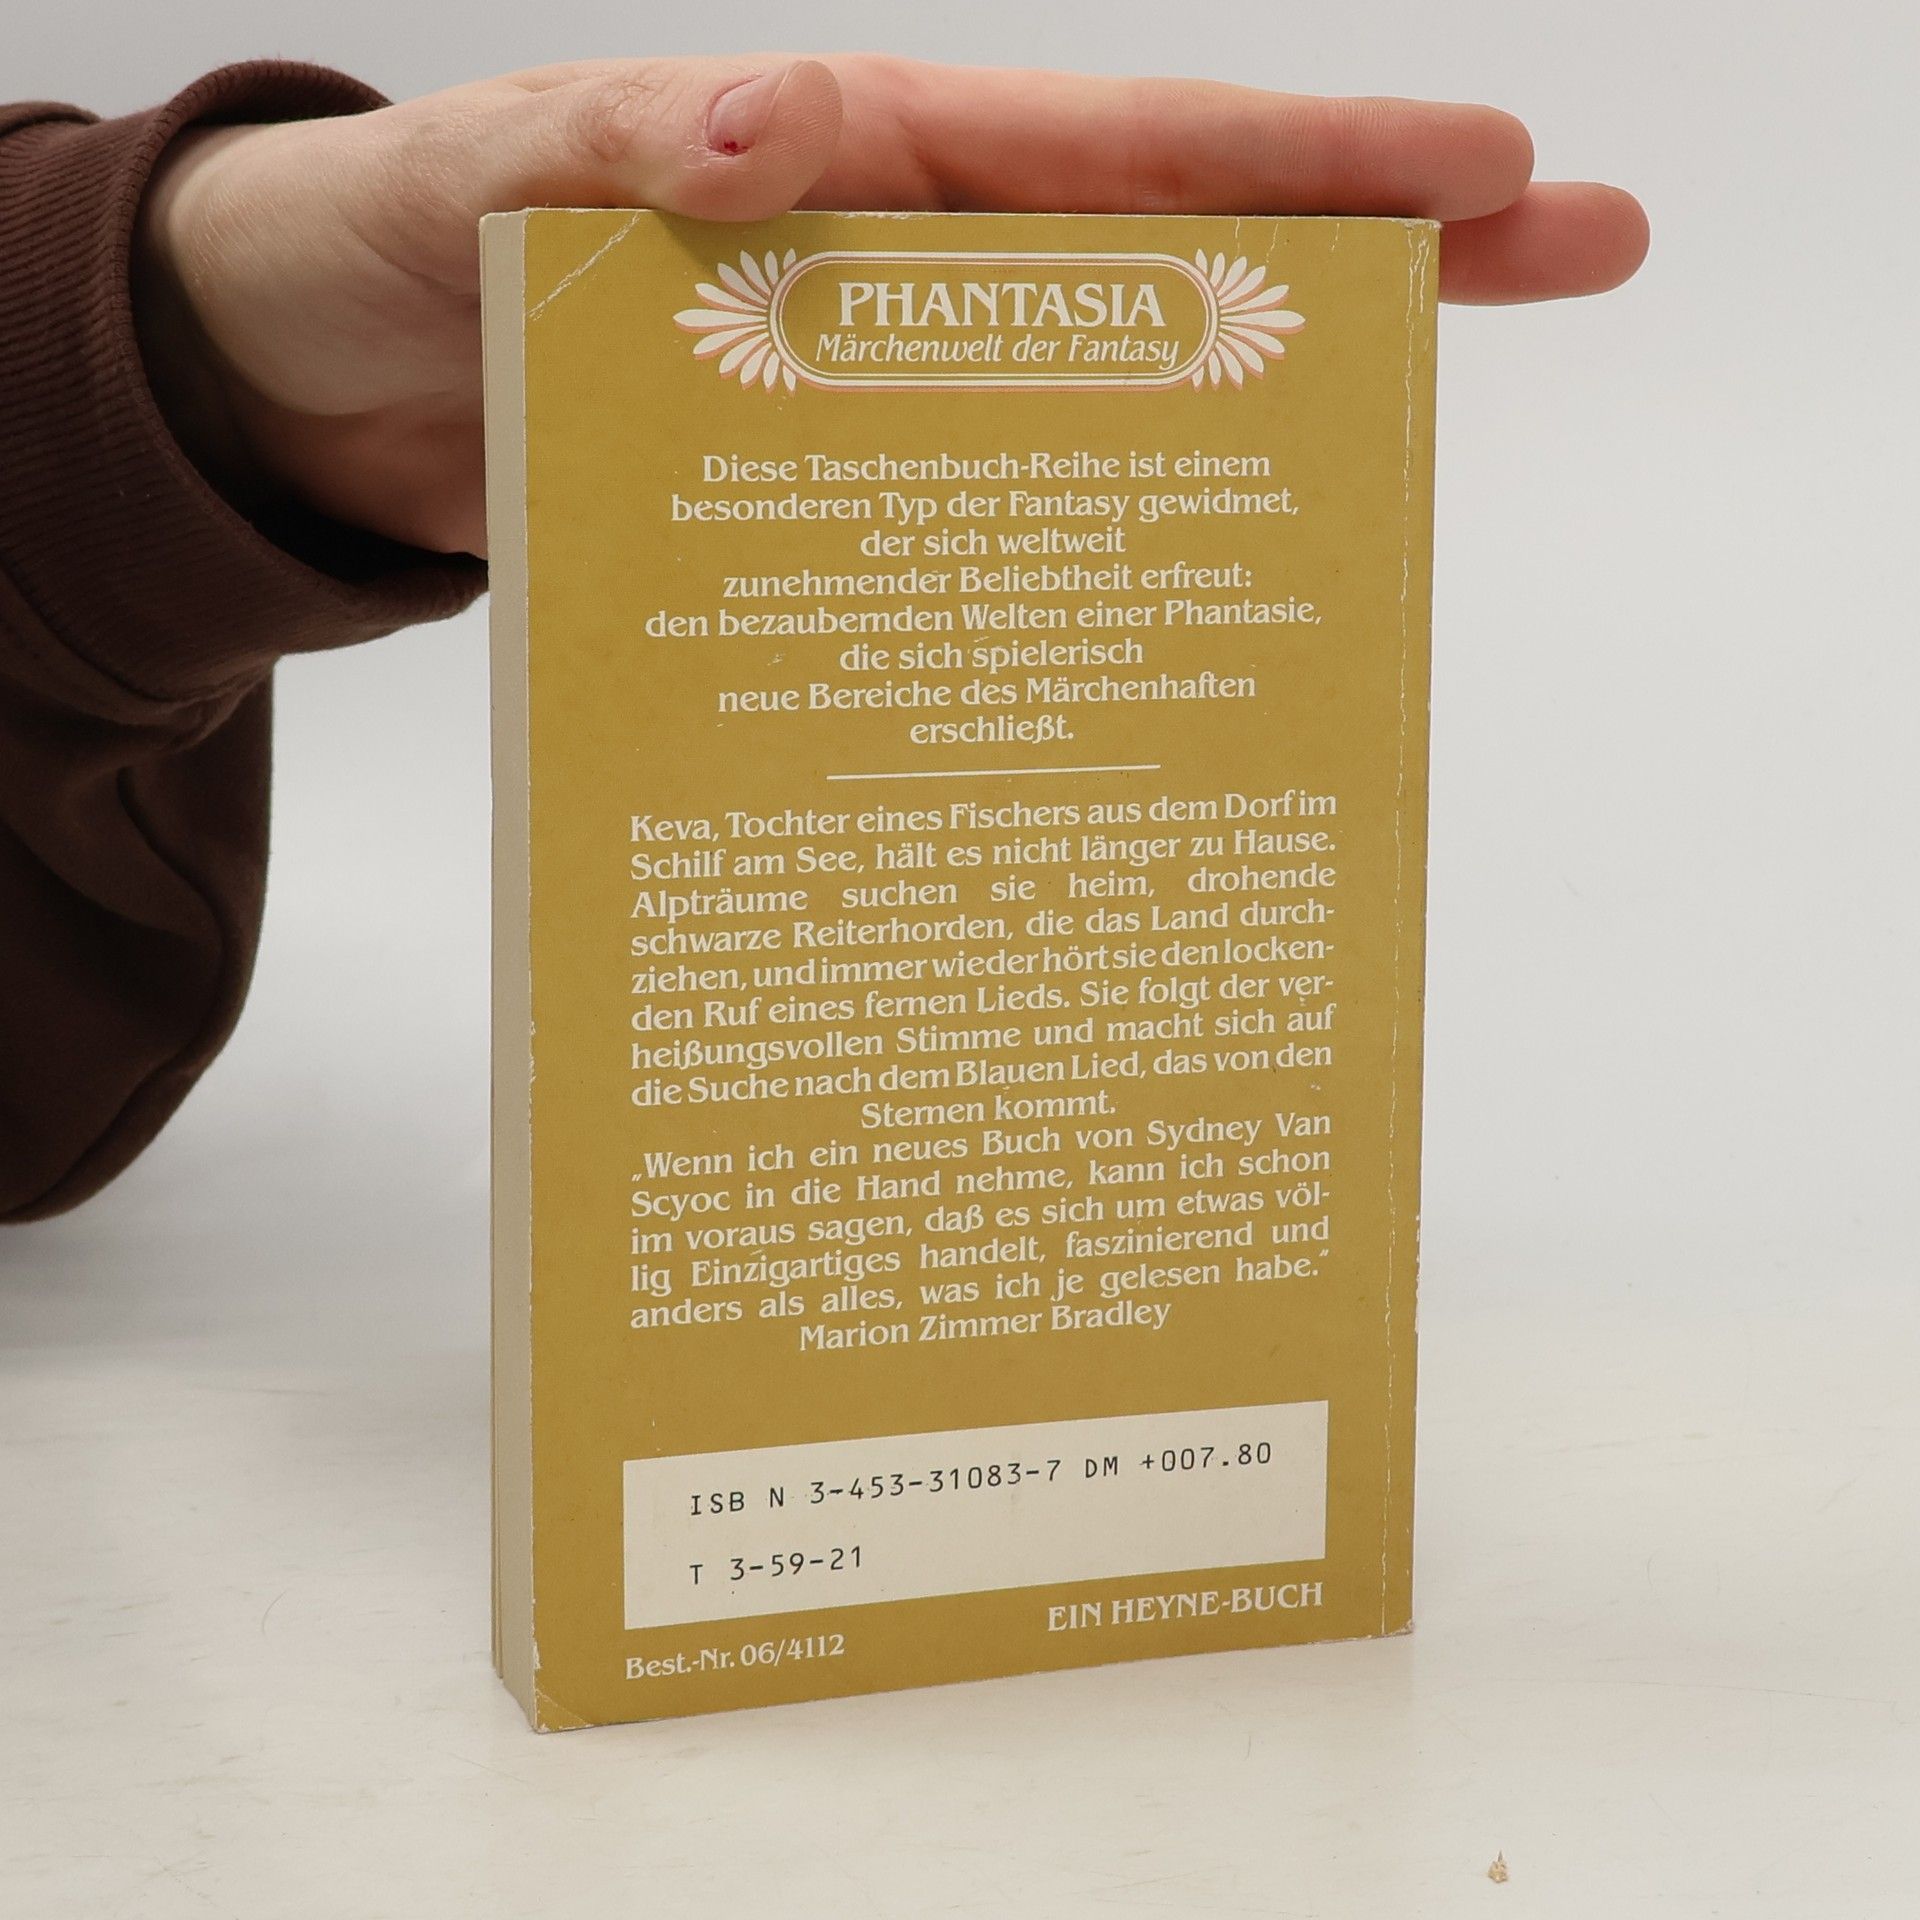 PHANTASIA
Märchenwelt der Fantasy
Diese Taschenbuch-Reihe ist einem
besonderen Typ der Fantasy gewidmet,
der sich weltweit
zunehmender Beliebtheit erfreut:
den bezaubernden Welten einer Phantasie,
die sich spielerisch
neue Bereiche des Märchenhaften
erschließt.
Keva, Tochter eines Fischers aus dem Dorf im
Schilf am See, hält es nicht länger zu Hause.
Alpträume suchen sie heim, drohende
schwarze Reiterhorden, die das Land durch-
ziehen, und immer wieder hört sie den locken-
den Ruf eines fernen Lieds. Sie folgt der ver-
heißungsvollen Stimme und macht sich auf
die Suche nach dem Blauen Lied, das von den
Sternen kommt.
„Wenn ich ein neues Buch von Sydney Van
Scyoc in die Hand nehme, kann ich schon
im voraus sagen, daß es sich um etwas völ-
lig Einzigartiges handelt, faszinierend und
anders als alles, was ich je gelesen habe."
Marion Zimmer Bradley
ISB N 3-453-31083-7 DM +007.80
T 3-59-21
EIN HEYNE-BUCH
Best.-Nr. 06/4112